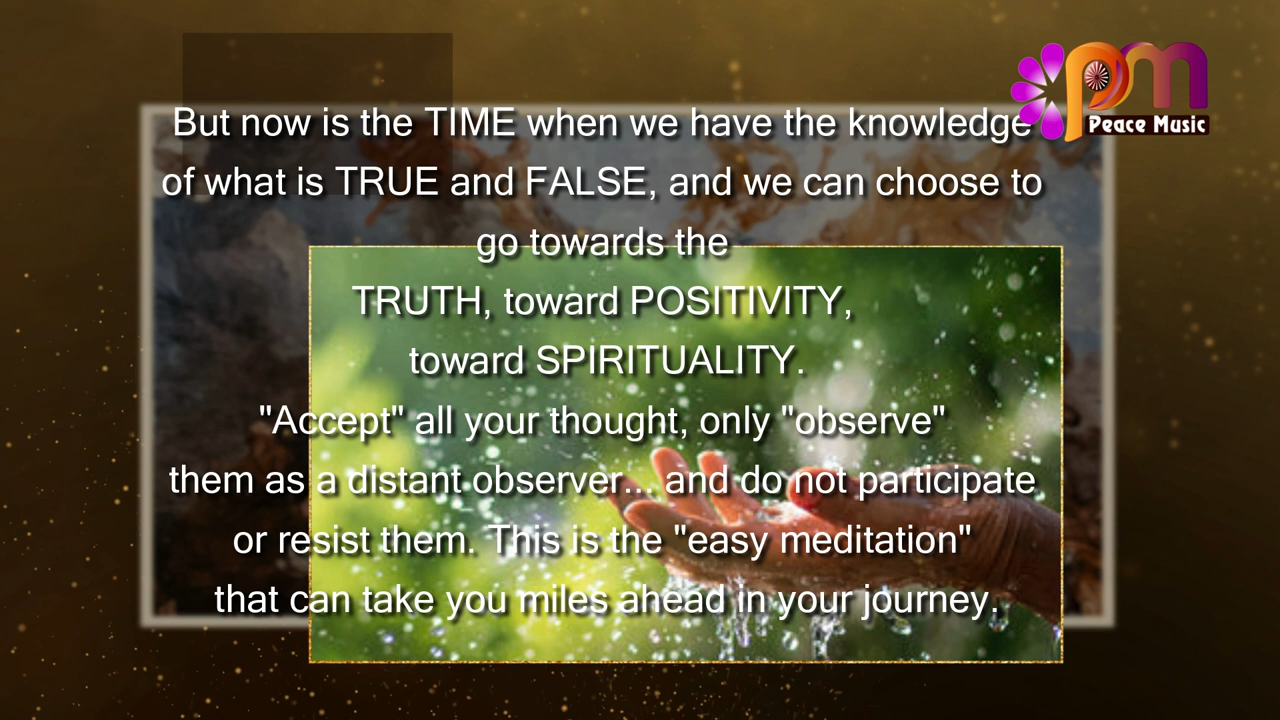 But now is the TIME when we have the knowledge
of what is TRUE and FALSE, and we can choose to
go towards the
TRUTH, toward POSITIVITY,
toward SPIRITUALITY.
"Accept" all your thought, only "observe"
them as a distant observer... and do not participate
or resist them. This is the "easy meditation"
that can take you miles ahead in your journey.
pm
Peace Music